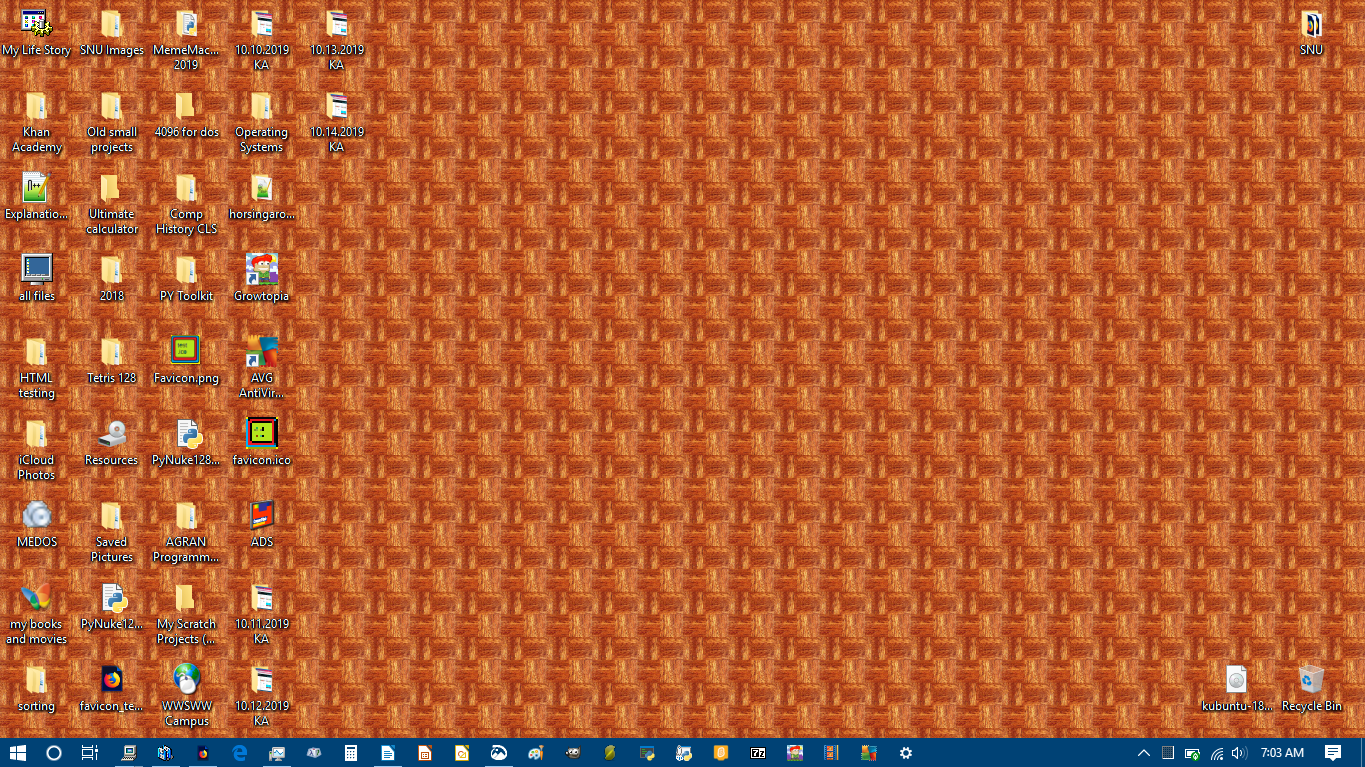 My Life Story
SNU Images
MemeMac...
2019
10.10.2019
KA
10.13.2019
KA
SNU
Khan
Academy
Old small
projects
4096 for dos
Operating
Systems
10.14.2019
KA
Explanatio...
Ultimate
calculator
Comp
History CLS
horsingaro...
all files
2018
PY Toolkit
Growtopia
HTML
testing
Tetris 128
Favicon.png
AVG
AntiVir...
iCloud
Photos
Resources
PyNuke128...
favicon.ico
MEDOS
Saved
Pictures
AGRAN
Programm...
ADS
my books
and movies
PyNuke12...
My Scratch
Projects (...
10.11.2019
KA
sorting
favicon_te...
WWSWW
Campus
10.12.2019
KA
kubuntu-18...
Recycle Bin
7:03 AM